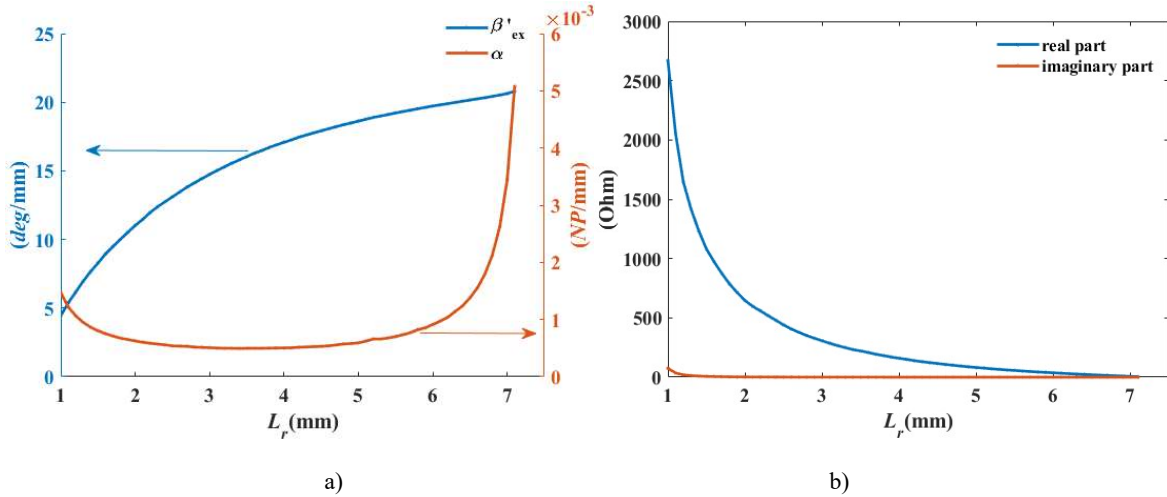 ×10⁻³
25
20
15
10
5
0
(deg/mm)
β'ex
α
6
5
4
3
2
1
0
(NP/mm)
1 2 3 4 5 6 7
Lr(mm)
a)
3000
2500
2000
1500
1000
500
0
(Ohm)
real part
imaginary part
1 2 3 4 5 6 7
Lr(mm)
b)